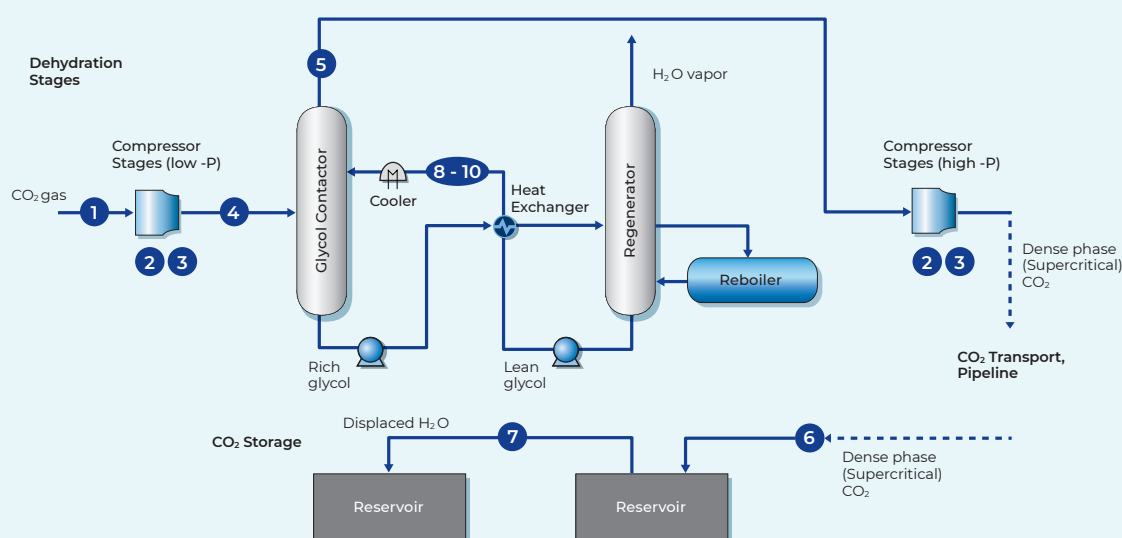 Dehydration
Stages
5
H₂O vapor
Compressor
Stages (low -P)
Compressor
Stages (high -P)
CO₂ gas
1
2
3
4
Glycol Contactor
8 - 10
Cooler
Heat
Exchanger
Regenerator
Reboiler
2
3
Dense phase
(Supercritical)
CO₂
Rich
glycol
Lean
glycol
CO₂ Transport,
Pipeline
CO₂ Storage
Displaced H₂O
7
6
Dense phase
(Supercritical)
CO₂
Reservoir
Reservoir